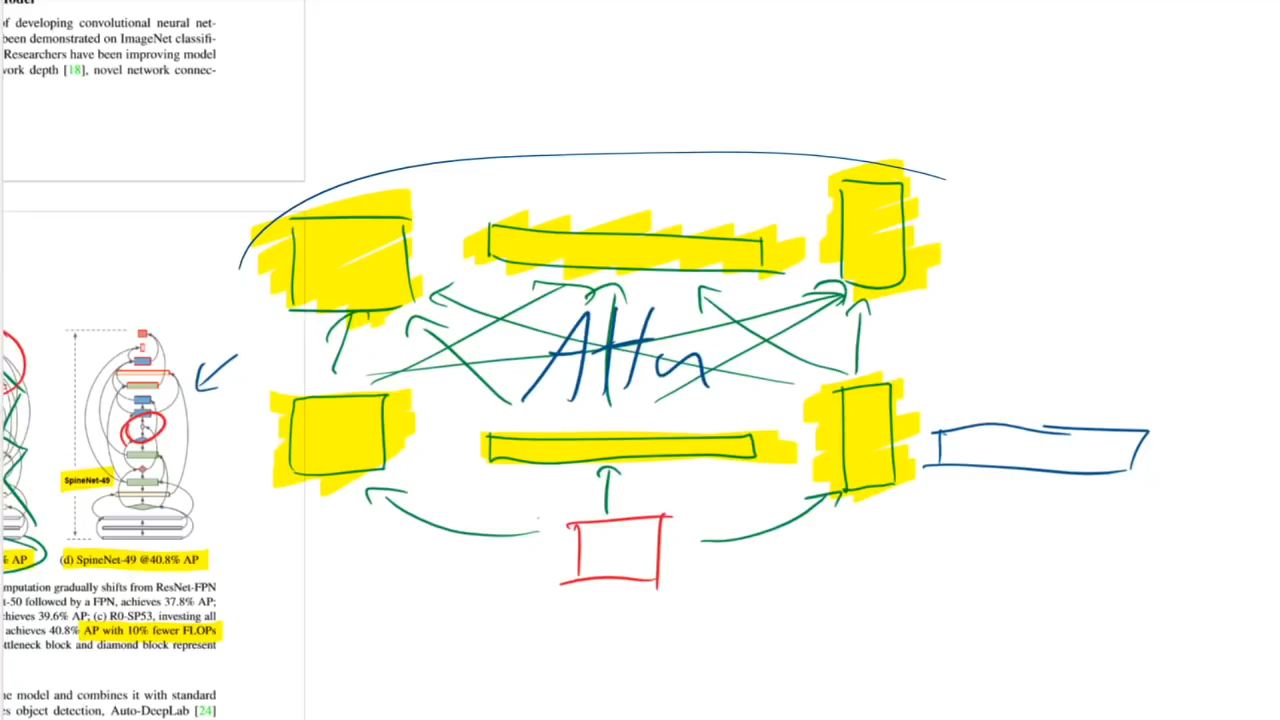 of developing convolutional neural net-
been demonstrated on ImageNet classifi-
Researchers have been improving model
work depth [18], novel network connec-
Attn
SpineNet-49
% AP (d) SpineNet-49 @40.8% AP
mputation gradually shifts from ResNet-FPN
t-50 followed by a FPN, achieves 37.8% AP;
chieves 39.6% AP; (c) R0-SP53, investing all
achieves 40.8% AP with 10% fewer FLOPs
ttleneck block and diamond block represent
ne model and combines it with standard
es object detection, Auto-DeepLab [24]